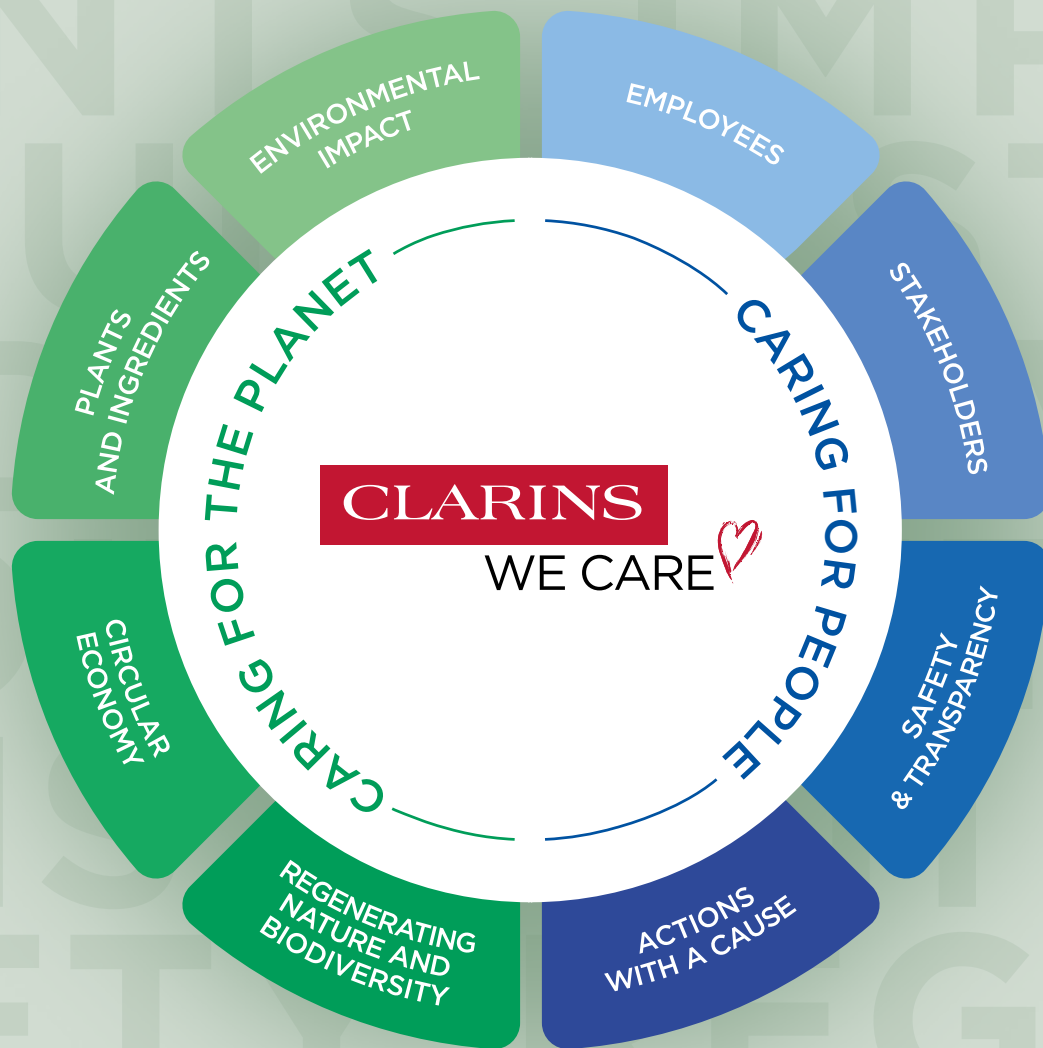 ENVIRONMENTAL
IMPACT
EMPLOYEES
PLANTS
AND INGREDIENTS
STAKEHOLDERS
CARING FOR THE PLANET
CARING FOR PEOPLE
CLARINS
WE CARE
CIRCULAR
ECONOMY
SAFETY
& TRANSPARENCY
REGENERATING
NATURE AND
BIODIVERSITY
ACTIONS
WITH A CAUSE